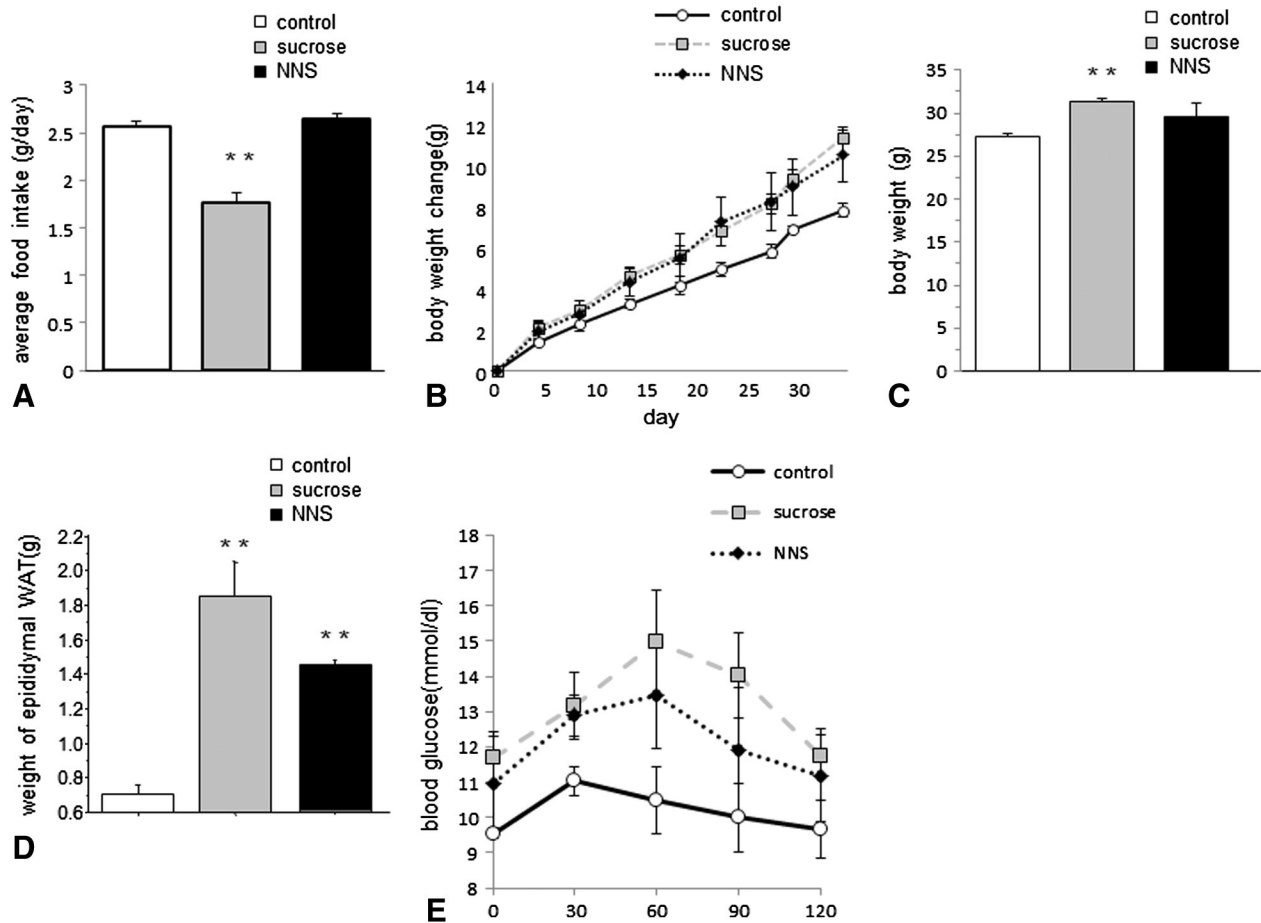 control
sucrose
NNS
average food intake (g/day)
3
2.5
2
1.5
1
0.5
0
* *
A
control
sucrose
NNS
body weight change(g)
14
12
10
8
6
4
2
0
0 5 10 15 20 25 30
day
B
control
sucrose
NNS
body weight (g)
35
30
25
20
15
10
5
0
* *
C
control
sucrose
NNS
weight of epididymal WAT(g)
2.2
2.0
1.8
1.6
1.4
1.2
1.0
0.8
0.6
* *
* *
D
control
sucrose
NNS
blood glucose(mmol/dl)
18
17
16
15
14
13
12
11
10
9
8
0 30 60 90 120
E